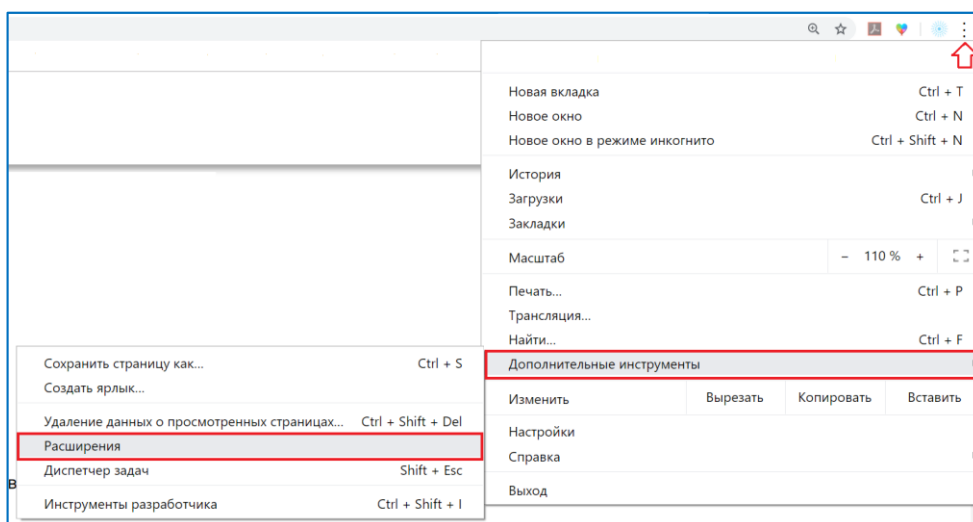 Новая вкладка Ctrl + T
Новое окно Ctrl + N
Новое окно в режиме инкогнито Ctrl + Shift + N
История
Загрузки Ctrl + J
Закладки
Масштаб – 110 % +
Печать... Ctrl + P
Трансляция...
Найти... Ctrl + F
Дополнительные инструменты
Изменить Вырезать Копировать Вставить
Настройки
Справка
Выход
Сохранить страницу как... Ctrl + S
Создать ярлык...
Удаление данных о просмотренных страницах... Ctrl + Shift + Del
Расширения
Диспетчер задач Shift + Esc
Инструменты разработчика Ctrl + Shift + I
в